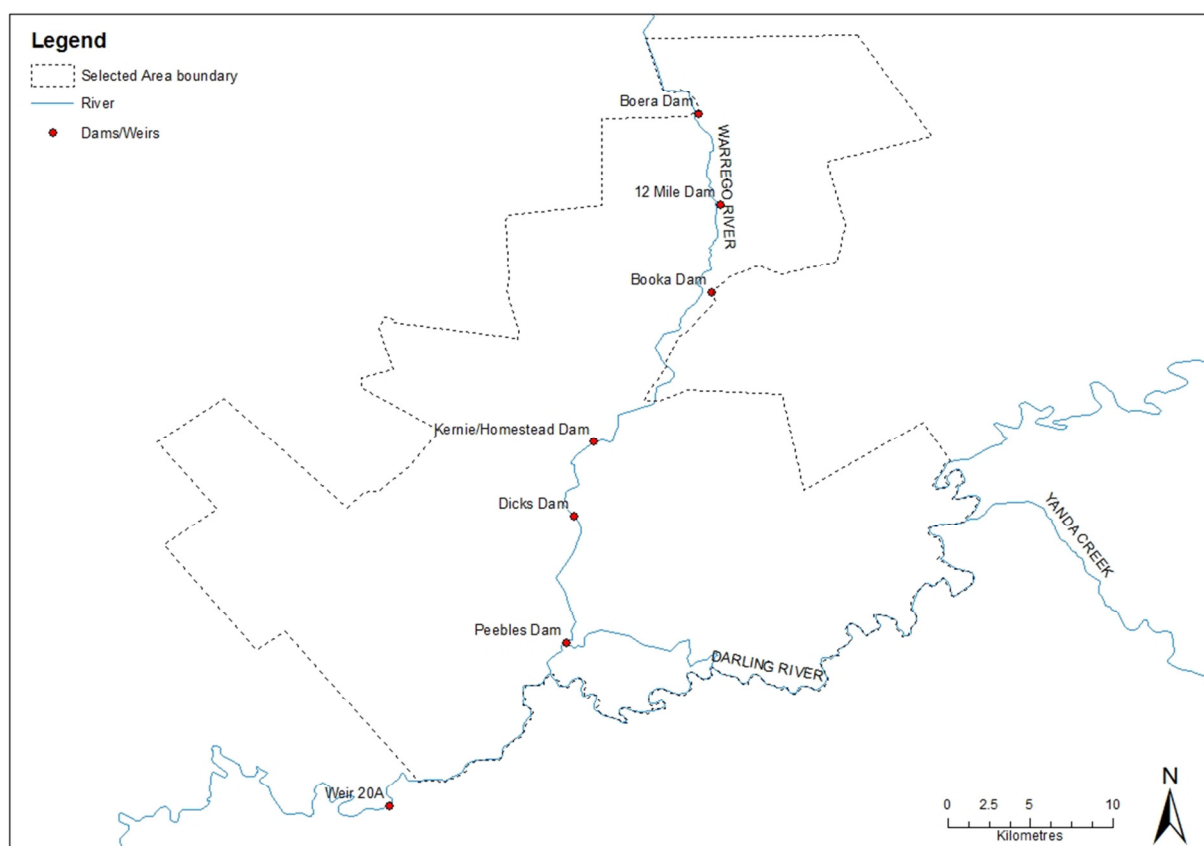 Legend
Selected Area boundary
River
Dams/Weirs
Boera Dam
WARREGO RIVER
12 Mile Dam
Booka Dam
Kernie/Homestead Dam
Dicks Dam
YANDA CREEK
Peebles Dam
DARLING RIVER
Weir 20A
N
0 2.5 5 10
Kilometres